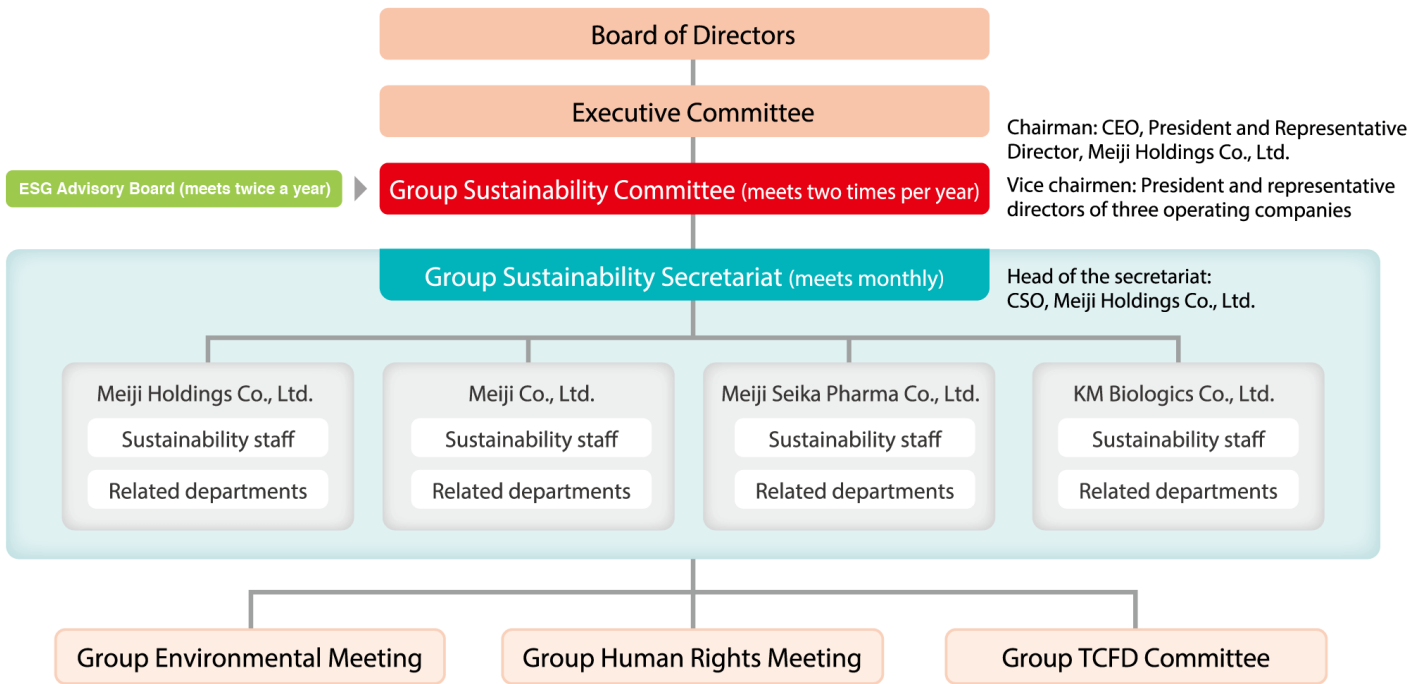 Board of Directors
Executive Committee
Chairman: CEO, President and Representative
Director, Meiji Holdings Co., Ltd.
ESG Advisory Board (meets twice a year)
Group Sustainability Committee (meets two times per year)
Vice chairmen: President and representative
directors of three operating companies
Group Sustainability Secretariat (meets monthly)
Head of the secretariat:
CSO, Meiji Holdings Co., Ltd.
Meiji Holdings Co., Ltd.
Sustainability staff
Related departments
Meiji Co., Ltd.
Sustainability staff
Related departments
Meiji Seika Pharma Co., Ltd.
Sustainability staff
Related departments
KM Biologics Co., Ltd.
Sustainability staff
Related departments
Group Environmental Meeting
Group Human Rights Meeting
Group TCFD Committee